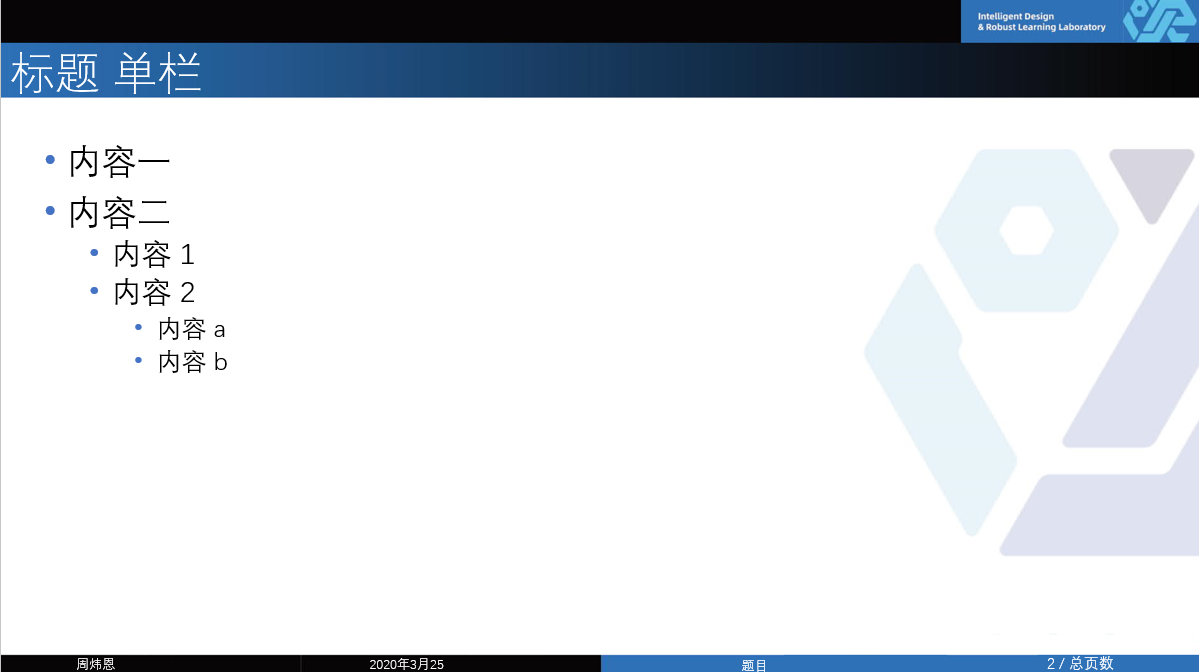 Intelligent Design
& Robust Learning Laboratory
标题 单栏
• 内容一
• 内容二
• 内容 1
• 内容 2
• 内容 a
• 内容 b
周炜恩 2020年3月25 题目 2 / 总页数